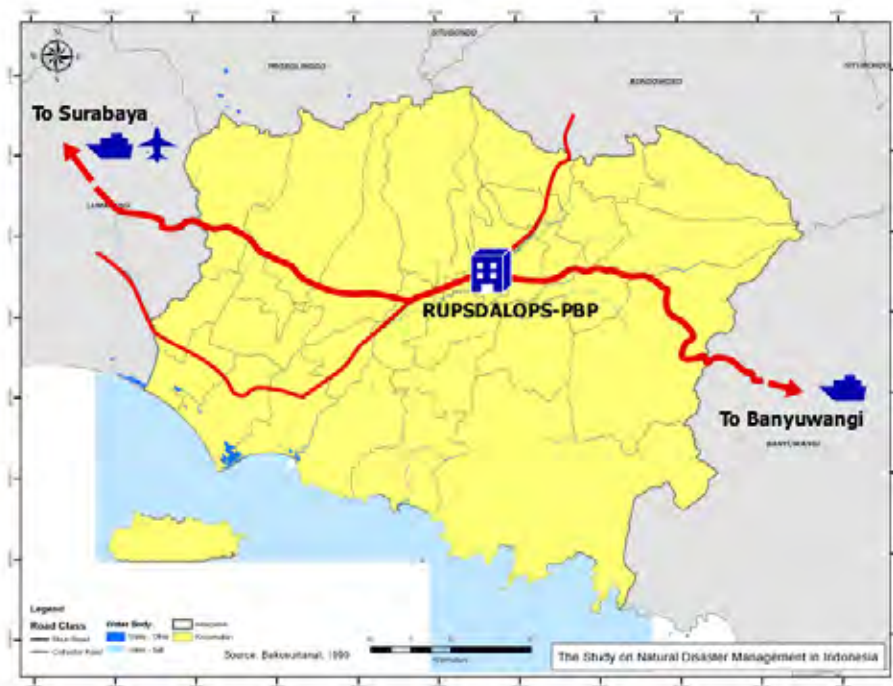 SITUBONDO
PROBOLINGGO
BONDOWOSO
SITUBONDO
To Surabaya
LUMAJANG
RUPSDALOPS-PBP
To Banyuwangi
BANYUWANGI
Legend
Road Class
Water Body
Main Road
Collector Road
Kecamatan
Source: Bakosurtanal, 1999
The Study on Natural Disaster Management in Indonesia